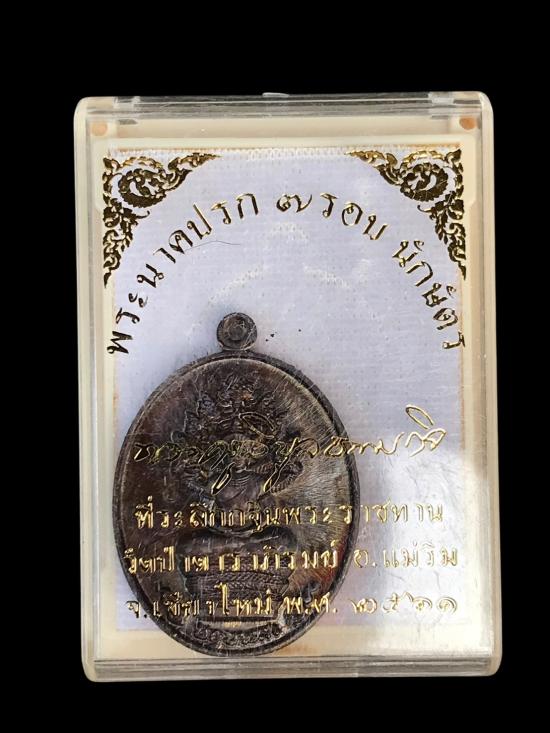 พระนาคปรก ๗ รอบ นักษัตร
ที่ระลึกกฐินพระราชทาน
วัดป่าดาราภิรมย์ อ.แม่ริม
จ.เชียงใหม่ พ.ศ. ๒๕๖๑